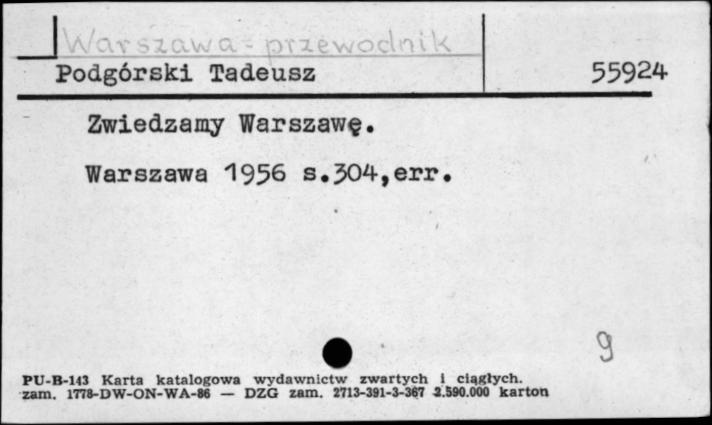 Warszawa - przewodnik
Podgórski Tadeusz 55924
Zwiedzamy Warszawę.
Warszawa 1956 s.304,err.
g
PU-B-143 Karta katalogowa wydawnictw zwartych i ciągłych.
zam. 1778-DW-ON-WA-86 — DZG zam. 2713-391-3-367 2.590.000 karton